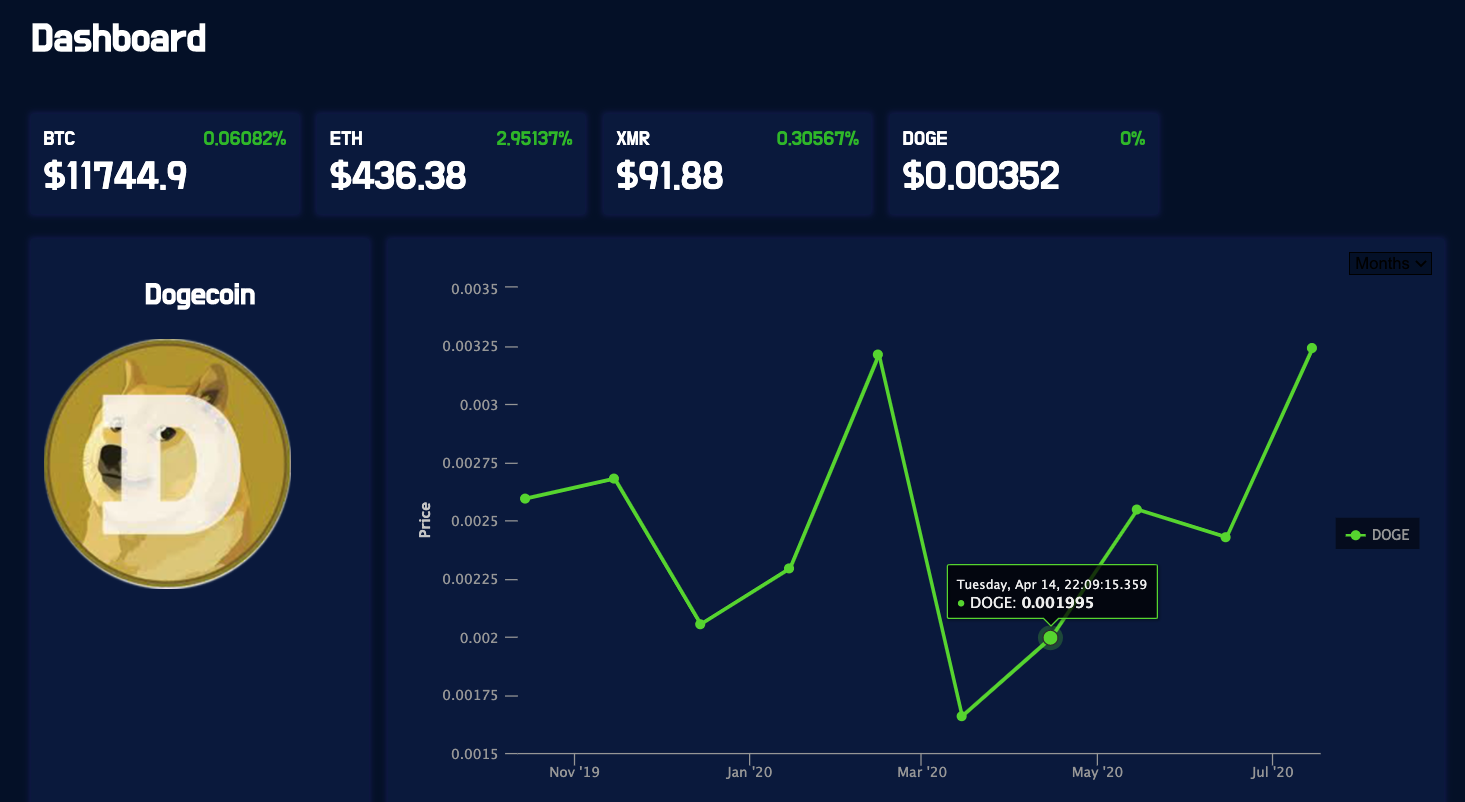 Dashboard
BTC 0.06082%
$11744.9
ETH 2.95137%
$436.38
XMR 0.30567%
$91.88
DOGE 0%
$0.00352
Dogecoin
Ð
Months
0.0035
0.00325
0.003
0.00275
0.0025
0.00225
0.002
0.00175
0.0015
Price
Tuesday, Apr 14, 22:09:15.359
DOGE: 0.001995
DOGE
Nov '19
Jan '20
Mar '20
May '20
Jul '20